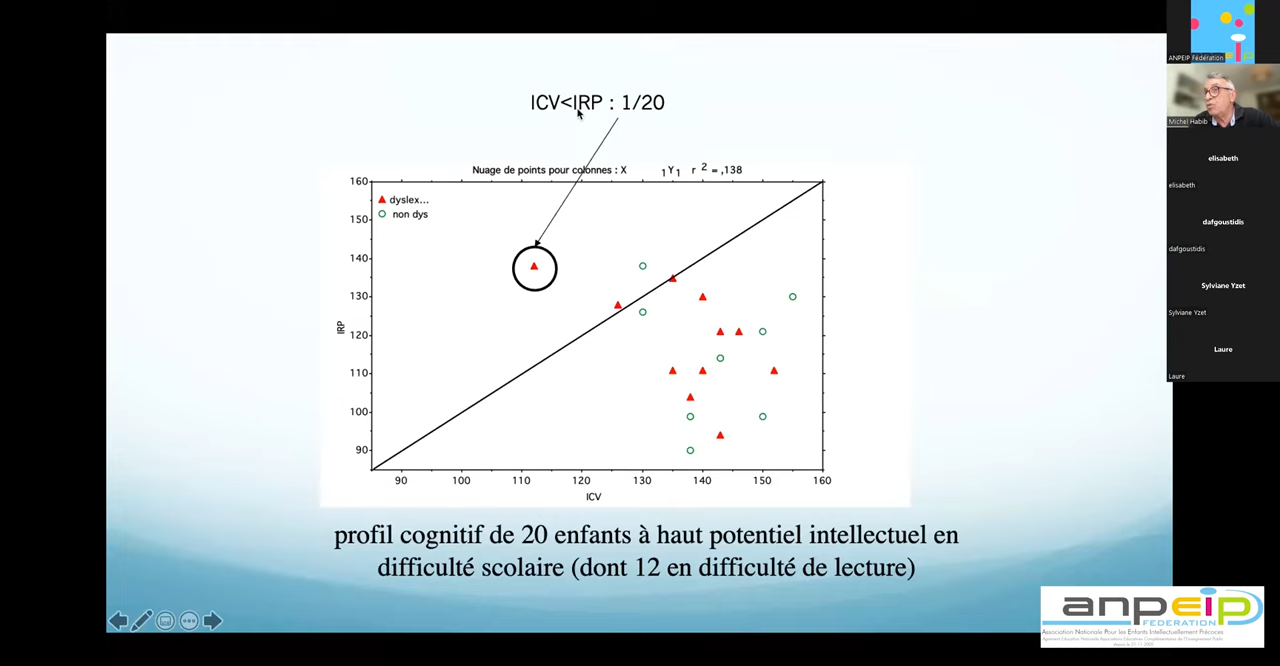 ICV<IRP : 1/20
Nuage de points pour colonnes : X 1Y1 r 2 = ,138
160
150
140
130
120
110
100
90
IRP
dyslex...
non dys
90 100 110 120 130 140 150 160
ICV
profil cognitif de 20 enfants à haut potentiel intellectuel en
difficulté scolaire (dont 12 en difficulté de lecture)
ANPEIP Fédération
Michel Habib
elisabeth
elisabeth
dafgoustidis
dafgoustidis
Sylviane Yzet
Sylviane Yzet
Laure
Laure
anpeip
FEDERATION
Association Nationale Pour les Enfants Intellectuellement Précoces